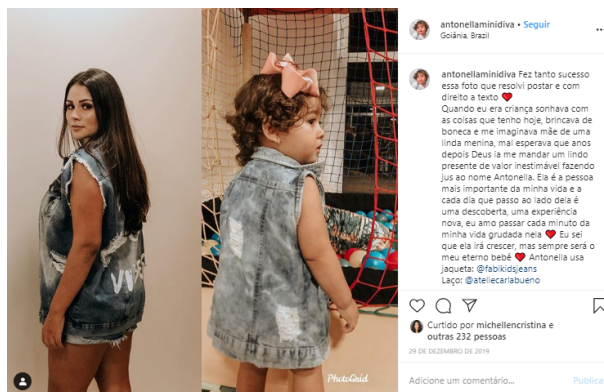 antonellaminidiva • Seguir
Goiânia, Brazil
antonellaminidiva Fez tanto sucesso
essa foto que resolvi postar e com
direito a texto ❤
Quando eu era criança sonhava com
as coisas que tenho hoje, brincava de
boneca e me imaginava mãe de uma
linda menina, mal esperava que anos
depois Deus ia me mandar um lindo
presente de valor inestimável fazendo
jus ao nome Antonella. Ela é a pessoa
mais importante da minha vida e a
cada dia que passo ao lado dela é
uma descoberta, uma experiência
nova, eu amo passar cada minuto da
minha vida grudada nela ❤ Eu sei
que ela irá crescer, mas sempre será o
meu eterno bebê ❤ Antonella usa
jaqueta: @fabikidsjeans
Laço: @ateliecarlabueno
Curtido por michellencristina e
outras 232 pessoas
29 DE DEZEMBRO DE 2019
Adicione um comentário... Publica
PhotoGrid